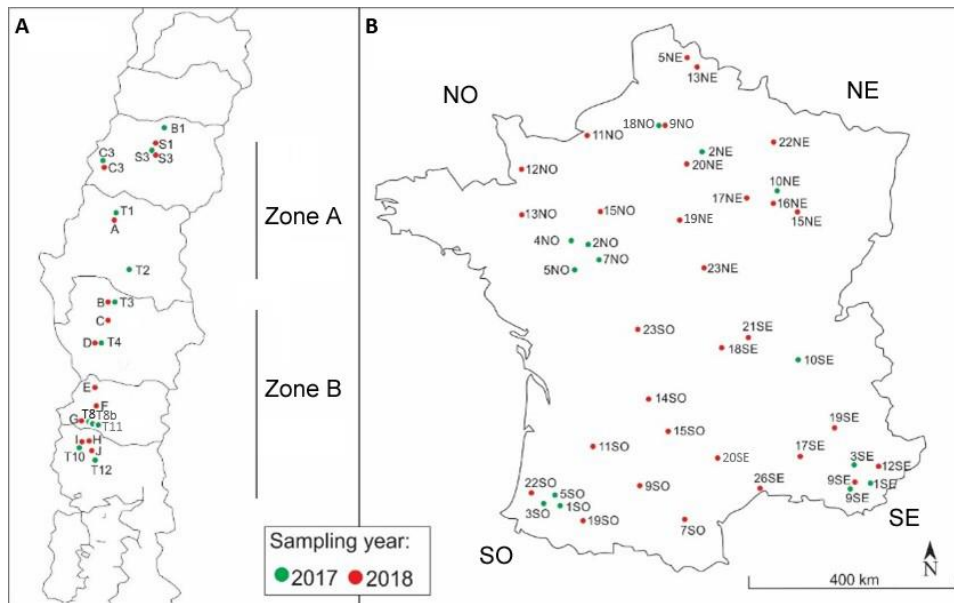 A
B1
S1
S3
S3
C3
C3
T1
A
T2
Zone A
B
T3
C
D
T4
E
F
G
T8
T8b
T11
I
H
J
T10
T12
Zone B
Sampling year:
2017
2018
B
NO
NE
SO
SE
5NE
13NE
18NO
9NO
11NO
2NE
22NE
20NE
12NO
10NE
17NE
16NE
15NE
13NO
15NO
19NE
4NO
2NO
7NO
5NO
23NE
23SO
21SE
18SE
10SE
14SO
15SO
19SE
11SO
20SE
17SE
3SE
12SE
9SE
1SE
9SE
26SE
9SO
22SO
5SO
3SO
1SO
19SO
7SO
N
400 km